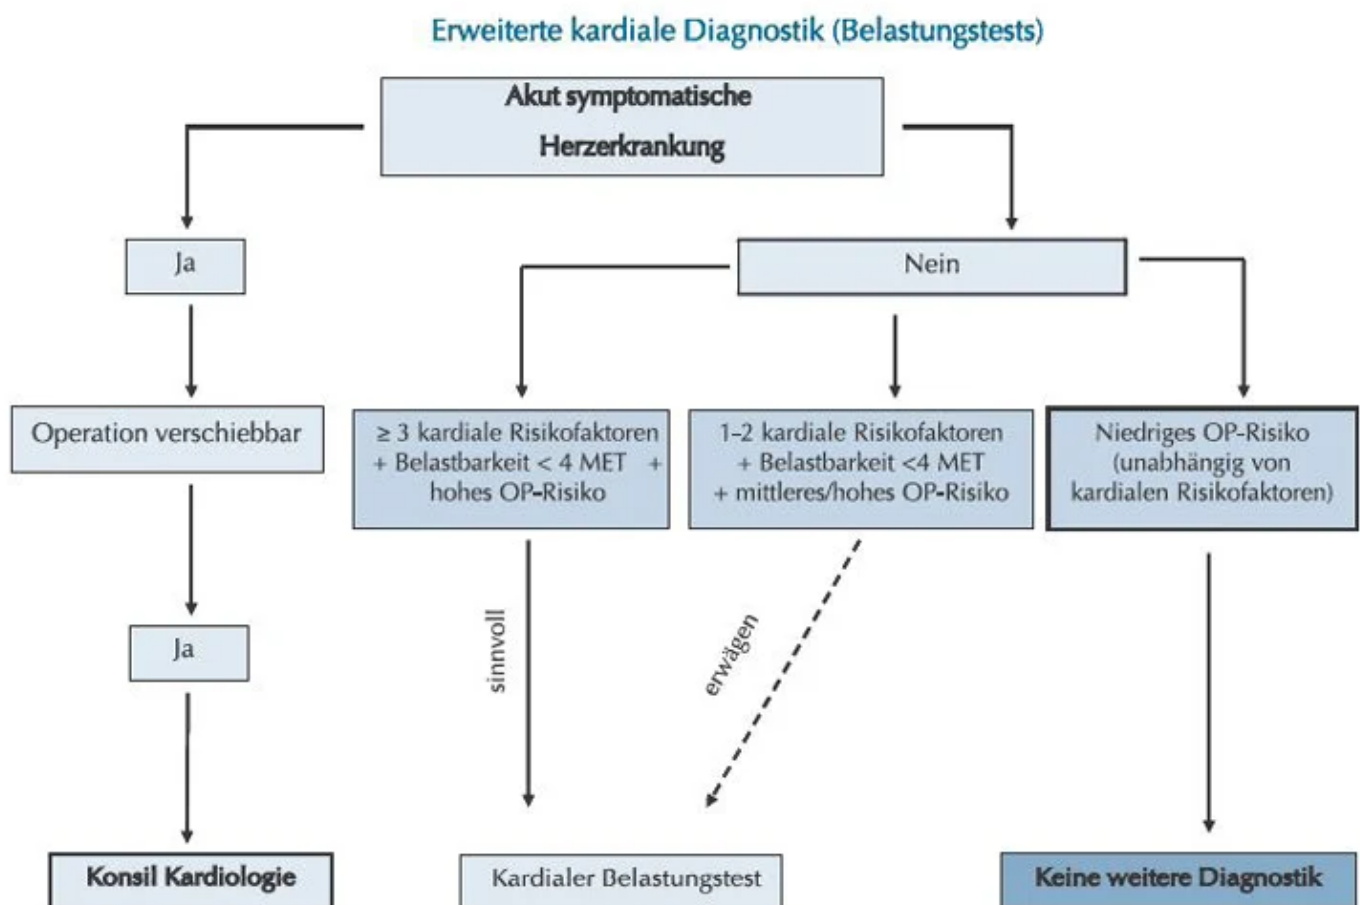 Erweiterte kardiale Diagnostik (Belastungstests)
Akut symptomatische
Herzerkrankung
Ja
Nein
Operation verschiebbar
≥ 3 kardiale Risikofaktoren
+ Belastbarkeit < 4 MET +
hohes OP-Risiko
1-2 kardiale Risikofaktoren
+ Belastbarkeit <4 MET
+ mittleres/hohes OP-Risiko
Niedriges OP-Risiko
(unabhängig von
kardialen Risikofaktoren)
Ja
sinnvoll
erwägen
Konsil Kardiologie
Kardialer Belastungstest
Keine weitere Diagnostik